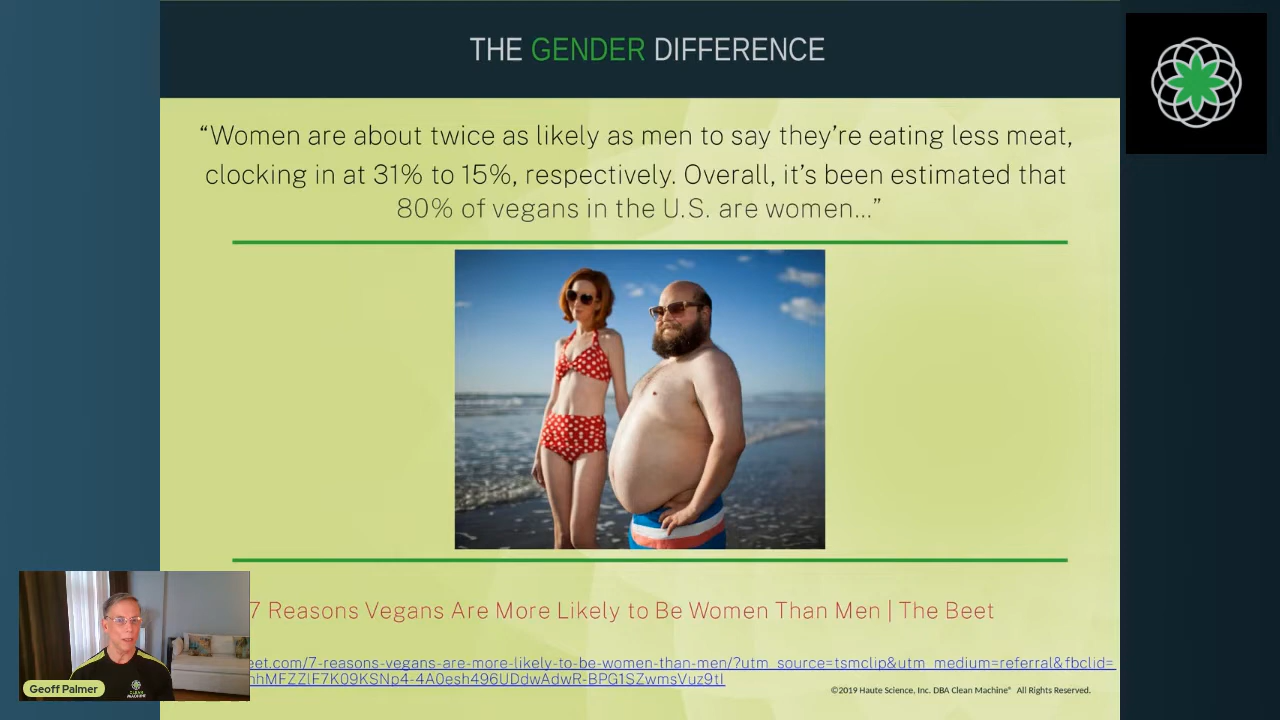 THE GENDER DIFFERENCE
“Women are about twice as likely as men to say they’re eating less meat,
clocking in at 31% to 15%, respectively. Overall, it’s been estimated that
80% of vegans in the U.S. are women...”
7 Reasons Vegans Are More Likely to Be Women Than Men | The Beet
eet.com/7-reasons-vegans-are-more-likely-to-be-women-than-men/?utm_source=tsmclip&utm_medium=referral&fbclid=
hMFZZlF7K09KSNp4-4A0esh496UDdwAdwR-BPG1SZwmsVuz9tI
©2019 Haute Science, Inc. DBA Clean Machine® All Rights Reserved.
CLEAN
MACHINE
Geoff Palmer